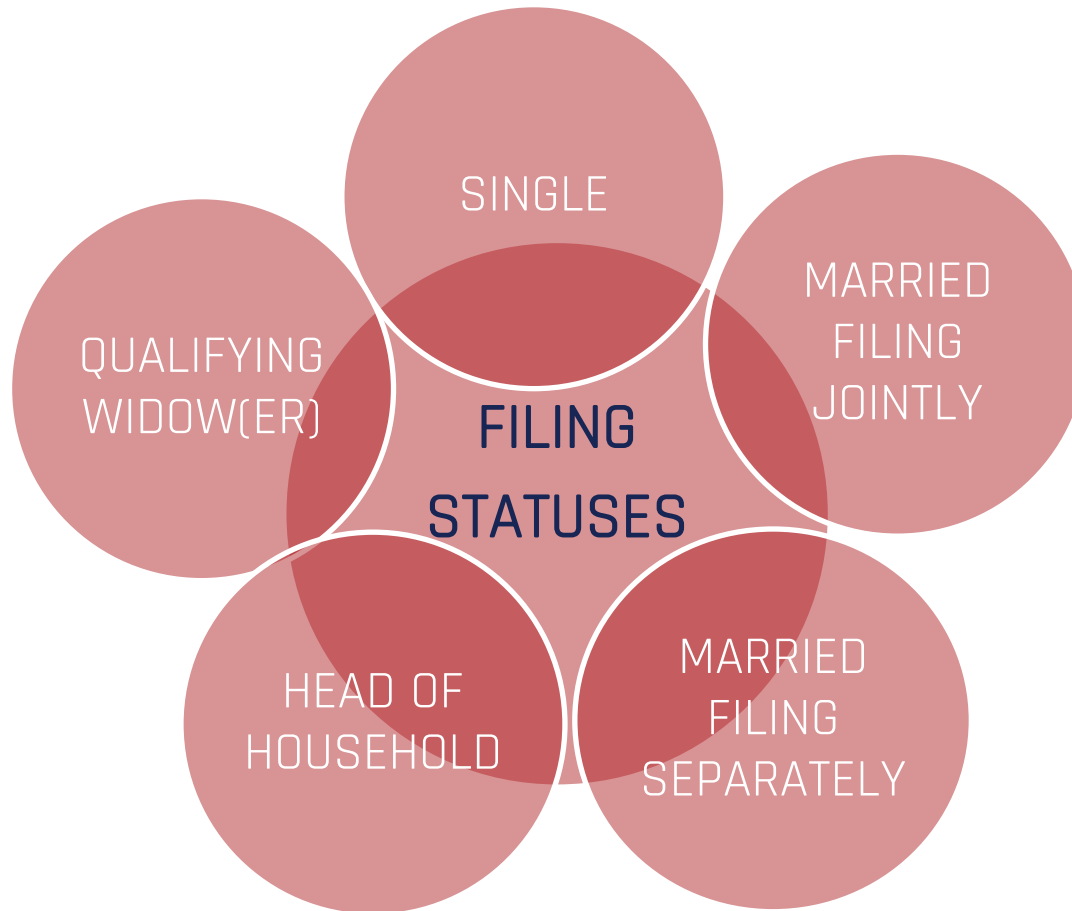 SINGLE
MARRIED
FILING
JOINTLY
QUALIFYING
WIDOW(ER)
FILING
STATUSES
MARRIED
FILING
SEPARATELY
HEAD OF
HOUSEHOLD